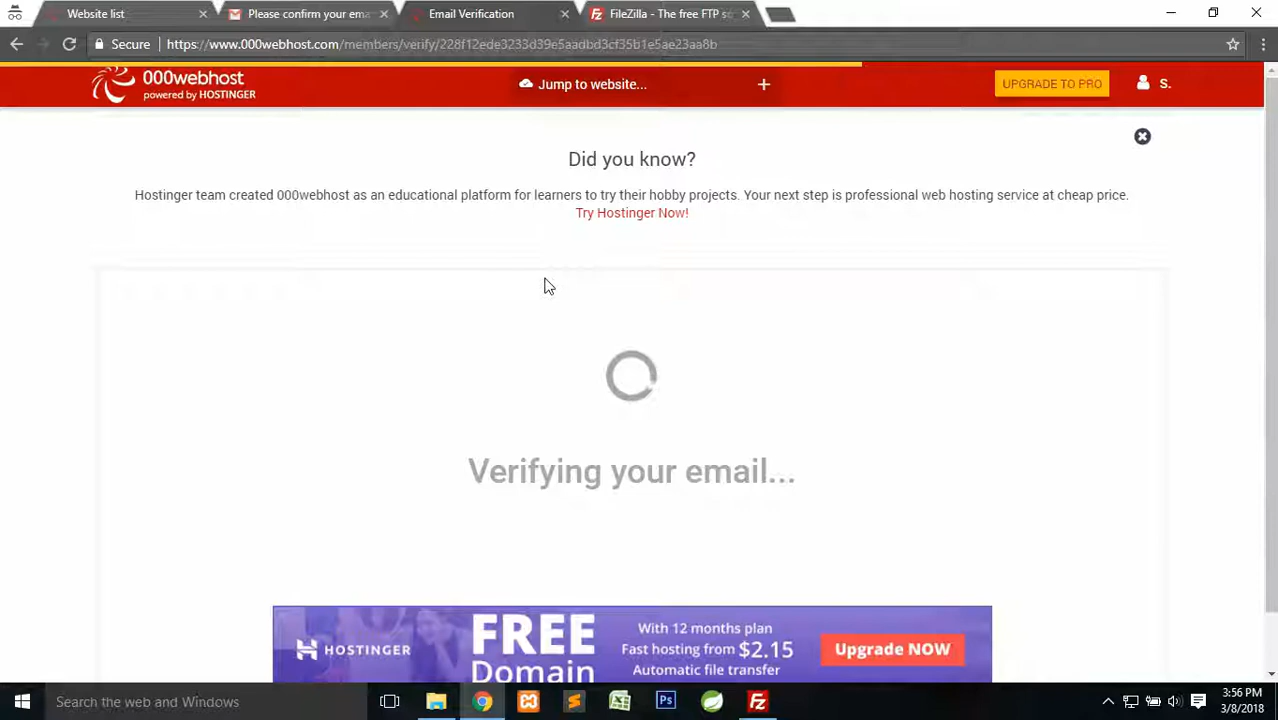 Website list
Please confirm your ema
Email Verification
FileZilla - The free FTP so
Secure
https://www.000webhost.com/members/verify/228f12ede3233d39e5aadbd3cf35b1e5ae23aa8b
000webhost
powered by HOSTINGER
Jump to website...
+
UPGRADE TO PRO
S.
Did you know?
Hostinger team created 000webhost as an educational platform for learners to try their hobby projects. Your next step is professional web hosting service at cheap price.
Try Hostinger Now!
Verifying your email...
HOSTINGER
FREE
Domain
With 12 months plan
Fast hosting from $2.15
Automatic file transfer
Upgrade NOW
Search the web and Windows
3:56 PM
3/8/2018